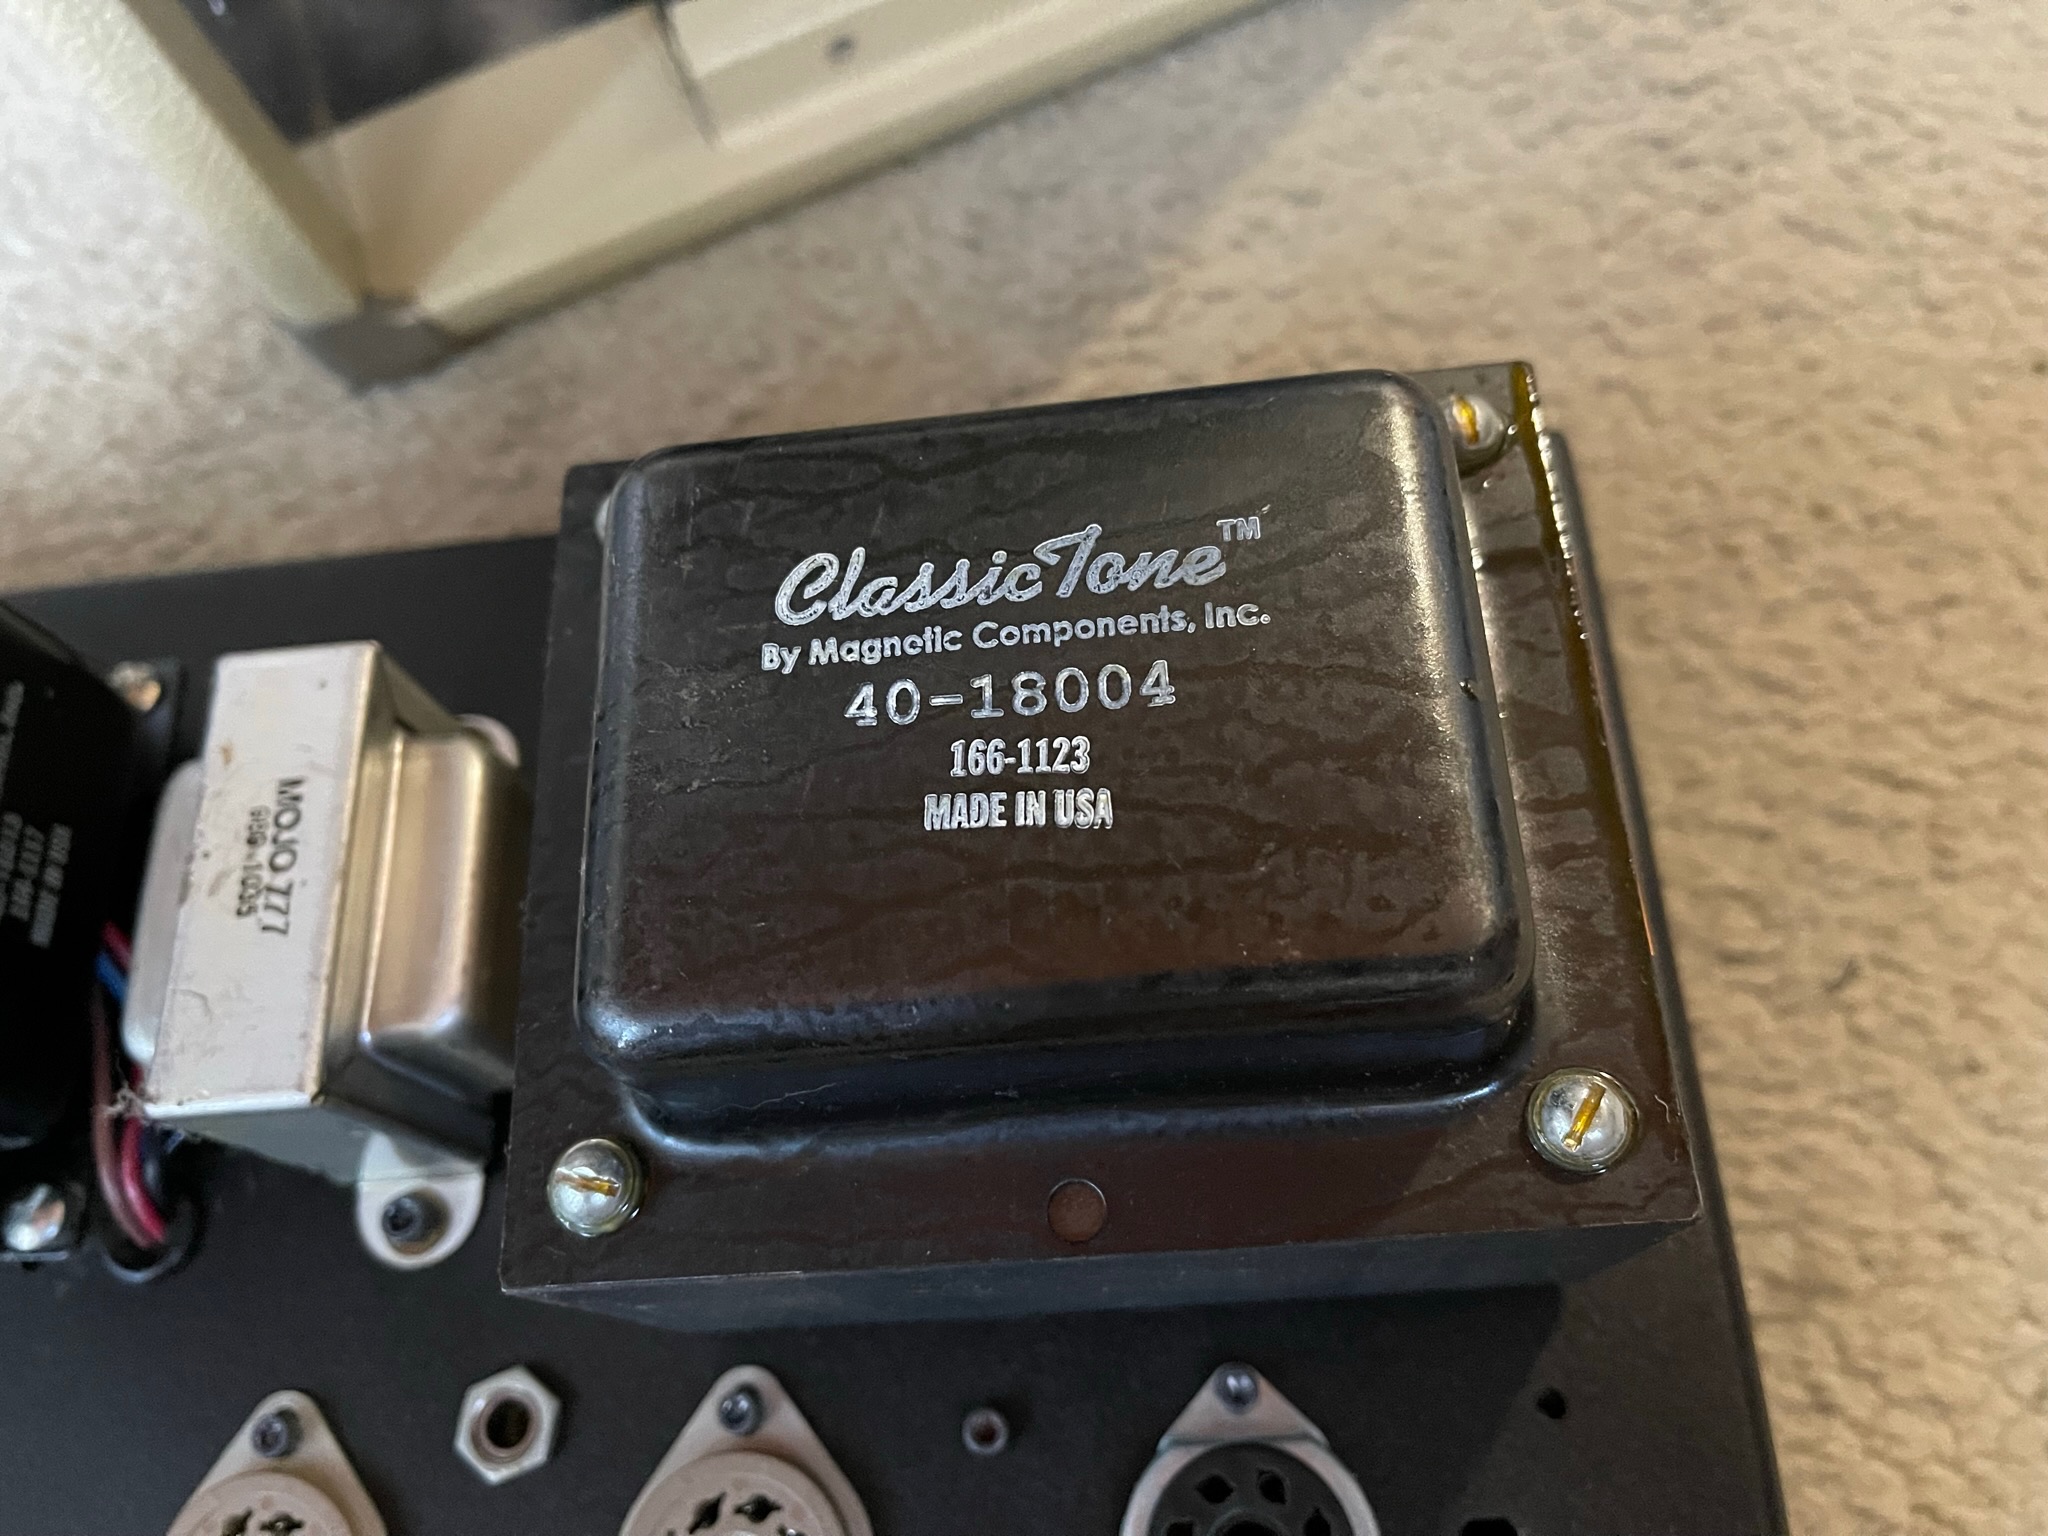 ClassicTone™
By Magnetic Components, Inc.
40-18004
166-1123
MADE IN USA
MOJO 777